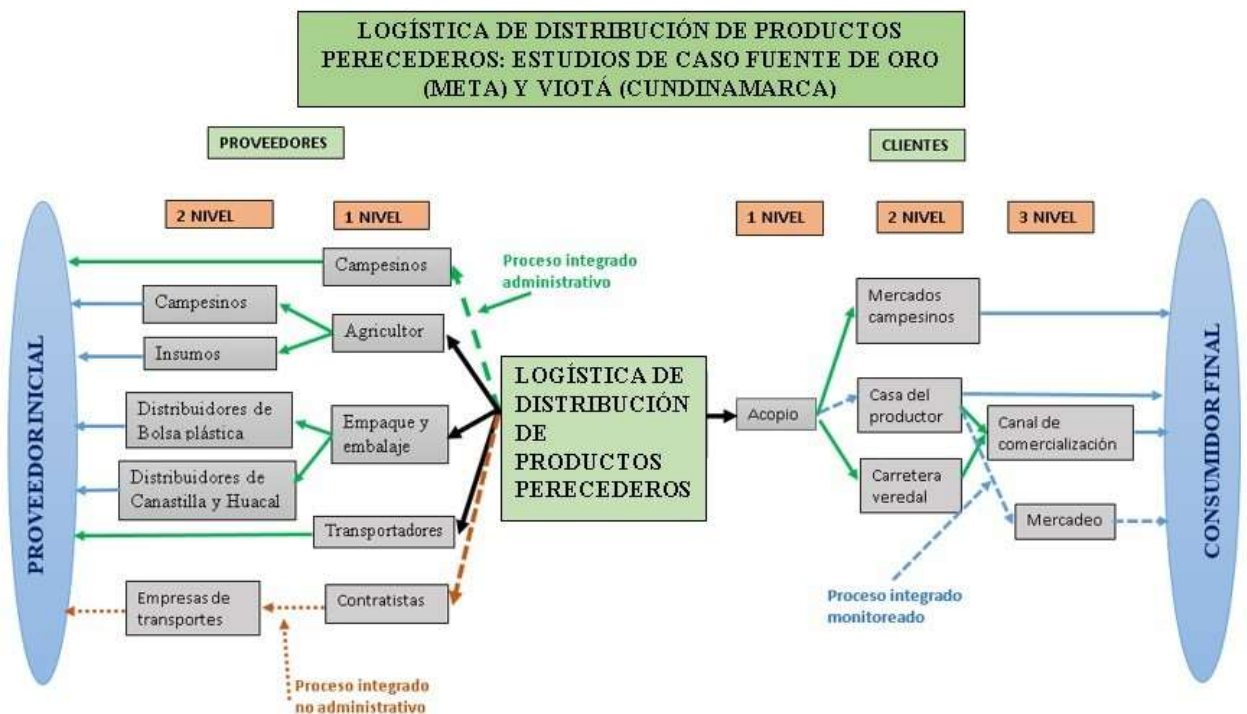 LOGÍSTICA DE DISTRIBUCIÓN DE PRODUCTOS
PERECEDEROS: ESTUDIOS DE CASO FUENTE DE ORO
(META) Y VIOTÁ (CUNDINAMARCA)
PROVEEDORES
CLIENTES
2 NIVEL
1 NIVEL
1 NIVEL
2 NIVEL
3 NIVEL
PROVEEDOR INICIAL
Campesinos
Campesinos
Insumos
Agricultor
Distribuidores de
Bolsa plástica
Distribuidores de
Canastilla y Huacal
Empaque y
embalaje
Transportadores
Empresas de
transportes
Contratistas
Proceso integrado
administrativo
Proceso integrado
no administrativo
LOGÍSTICA DE
DISTRIBUCIÓN
DE
PRODUCTOS
PERECEDEROS
Acopio
Mercados
campesinos
Casa del
productor
Carretera
veredal
Canal de
comercialización
Mercadeo
Proceso integrado
monitoreado
CONSUMIDOR FINAL